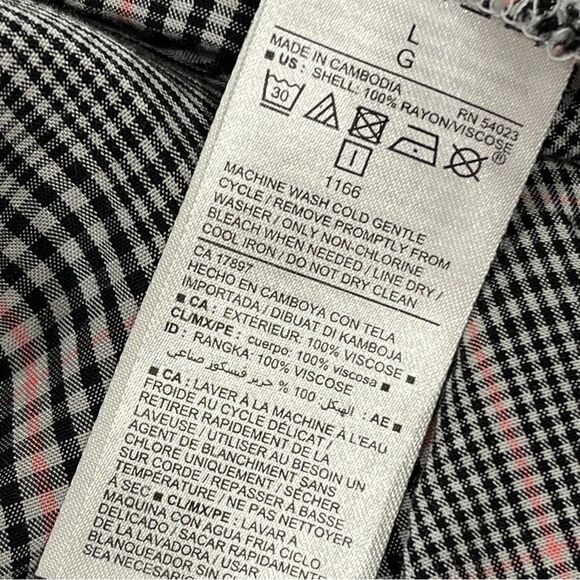 L
G
MADE IN CAMBODIA RN 54023
■ US : SHELL: 100% RAYON/VISCOSE
30
®
I
1166
MACHINE WASH COLD GENTLE
CYCLE / REMOVE PROMPTLY FROM
WASHER / ONLY NON-CHLORINE
BLEACH WHEN NEEDED / LINE DRY /
COOL IRON / DO NOT DRY CLEAN
CA 17897
HECHO EN CAMBOYA CON TELA
IMPORTADA / DIBUAT DI KAMBOJA
■ CA : EXTÉRIEUR: 100% VISCOSE ■
CL/MX/PE : cuerpo: 100% viscosa ■
ID : RANGKA: 100% VISCOSE
AE : الهيكل: 100 % حرير فسكوز صناعي ■
■ CA : LAVER À LA MACHINE À L'EAU
FROIDE AU CYCLE DÉLICAT /
RETIRER RAPIDEMENT DE LA
LAVEUSE / UTILISER AU BESOIN UN
AGENT DE BLANCHIMENT SANS
CHLORE UNIQUEMENT / SÉCHER
SUR CORDE / REPASSER À BASSE
TEMPÉRATURE / NE PAS NETTOYER
À SEC ■ CL/MX/PE : LAVAR A
MAQUINA CON AGUA FRIA CICLO
DELICADO / SACAR RAPIDAMENTE
DE LA LAVADORA / USAR
BLANQUEADOR SIN
SEA NECESARIO